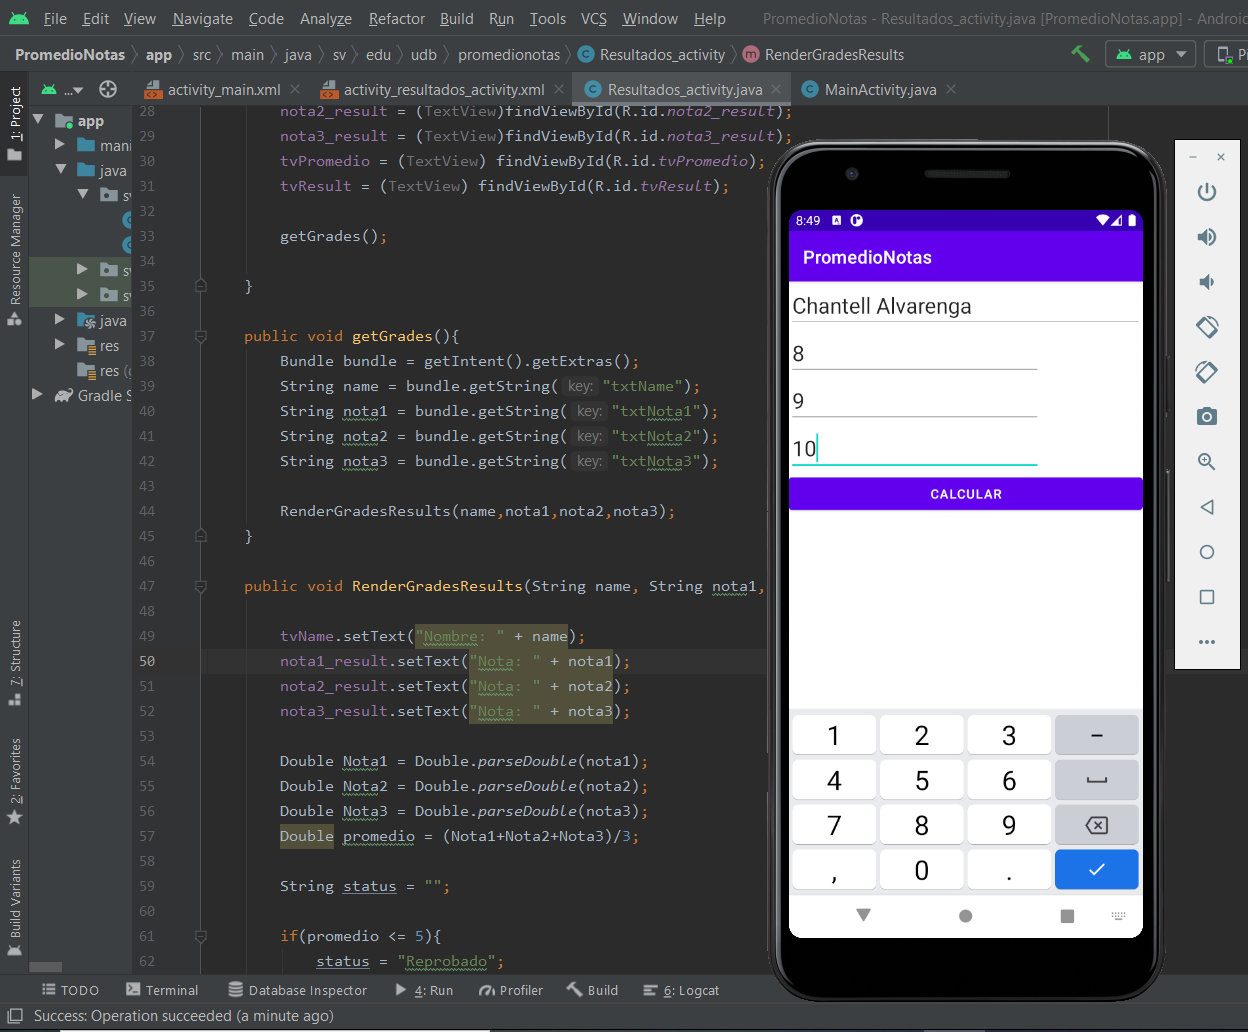 File Edit View Navigate Code Analyze Refactor Build Run Tools VCS Window Help PromedioNotas - Resultados_activity.java [PromedioNotas.app] - Android
PromedioNotas app src main java sv edu udb promedionotas Resultados_activity RenderGradesResults app Pi
... activity_main.xml activity_resultados_activity.xml Resultados_activity.java MainActivity.java
1: Project
Resource Manager
7: Structure
2: Favorites
Build Variants
app
mani
java
sv
sv
sv
java
res
res (g
Gradle S
28 nota2_result = (TextView)findViewById(R.id.nota2_result);
29 nota3_result = (TextView)findViewById(R.id.nota3_result);
30 tvPromedio = (TextView) findViewById(R.id.tvPromedio);
31 tvResult = (TextView) findViewById(R.id.tvResult);
32
33 getGrades();
34
35 }
36
37 public void getGrades(){
38 Bundle bundle = getIntent().getExtras();
39 String name = bundle.getString( key: "txtName");
40 String nota1 = bundle.getString( key: "txtNota1");
41 String nota2 = bundle.getString( key: "txtNota2");
42 String nota3 = bundle.getString( key: "txtNota3");
43
44 RenderGradesResults(name,nota1,nota2,nota3);
45 }
46
47 public void RenderGradesResults(String name, String nota1,
48
49 tvName.setText("Nombre: " + name);
50 nota1_result.setText("Nota: " + nota1);
51 nota2_result.setText("Nota: " + nota2);
52 nota3_result.setText("Nota: " + nota3);
53
54 Double Nota1 = Double.parseDouble(nota1);
55 Double Nota2 = Double.parseDouble(nota2);
56 Double Nota3 = Double.parseDouble(nota3);
57 Double promedio = (Nota1+Nota2+Nota3)/3;
58
59 String status = "";
60
61 if(promedio <= 5){
62 status = "Reprobado";
8:49 A
PromedioNotas
Chantell Alvarenga
8
9
10
CALCULAR
1 2 3 −
4 5 6
7 8 9
, 0 .
TODO Terminal Database Inspector 4: Run Profiler Build 6: Logcat
Success: Operation succeeded (a minute ago)